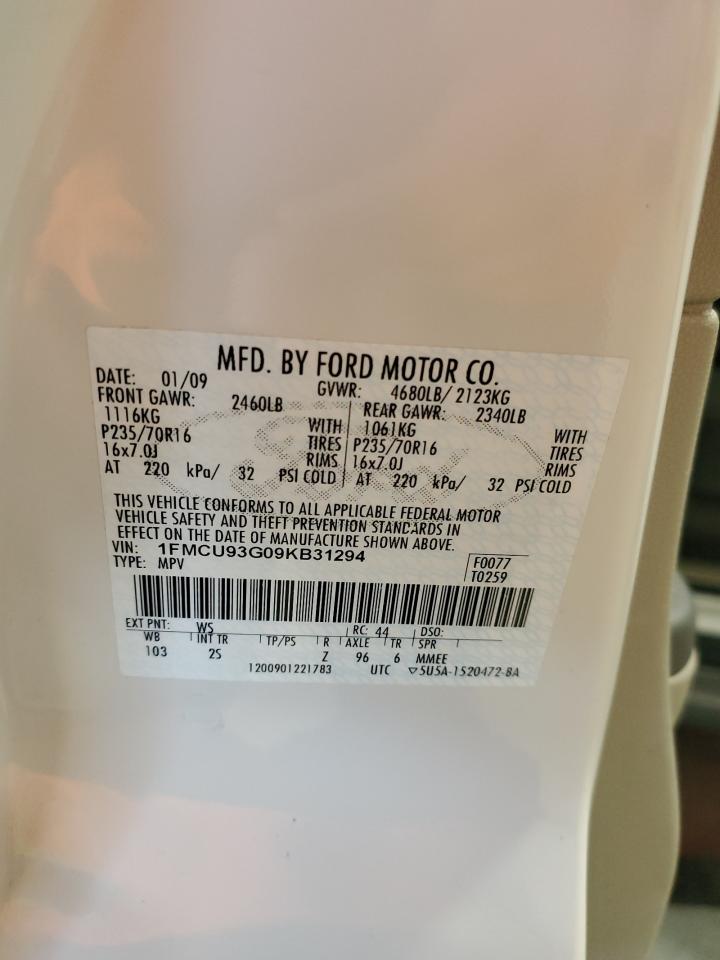 MFD. BY FORD MOTOR CO.
DATE: 01/09 GVWR: 4680LB/ 2123KG
FRONT GAWR: 2460LB REAR GAWR: 2340LB
1116KG WITH 1061KG WITH
P235/70R16 TIRES P235/70R16 TIRES
16x7.0J RIMS 16x7.0J RIMS
AT 220 kPa/ 32 PSI COLD AT 220 kPa/ 32 PSI COLD
THIS VEHICLE CONFORMS TO ALL APPLICABLE FEDERAL MOTOR
VEHICLE SAFETY AND THEFT PREVENTION STANDARDS IN
EFFECT ON THE DATE OF MANUFACTURE SHOWN ABOVE.
VIN: 1FMCU93G09KB31294
TYPE: MPV
F0077
T0259
EXT PNT: WS RC: 44 DSO:
WB INT TR TP/PS R AXLE TR SPR
103 2S Z 96 6 MMEE
1200901221783 UTC ▽5U5A-1520472-BA